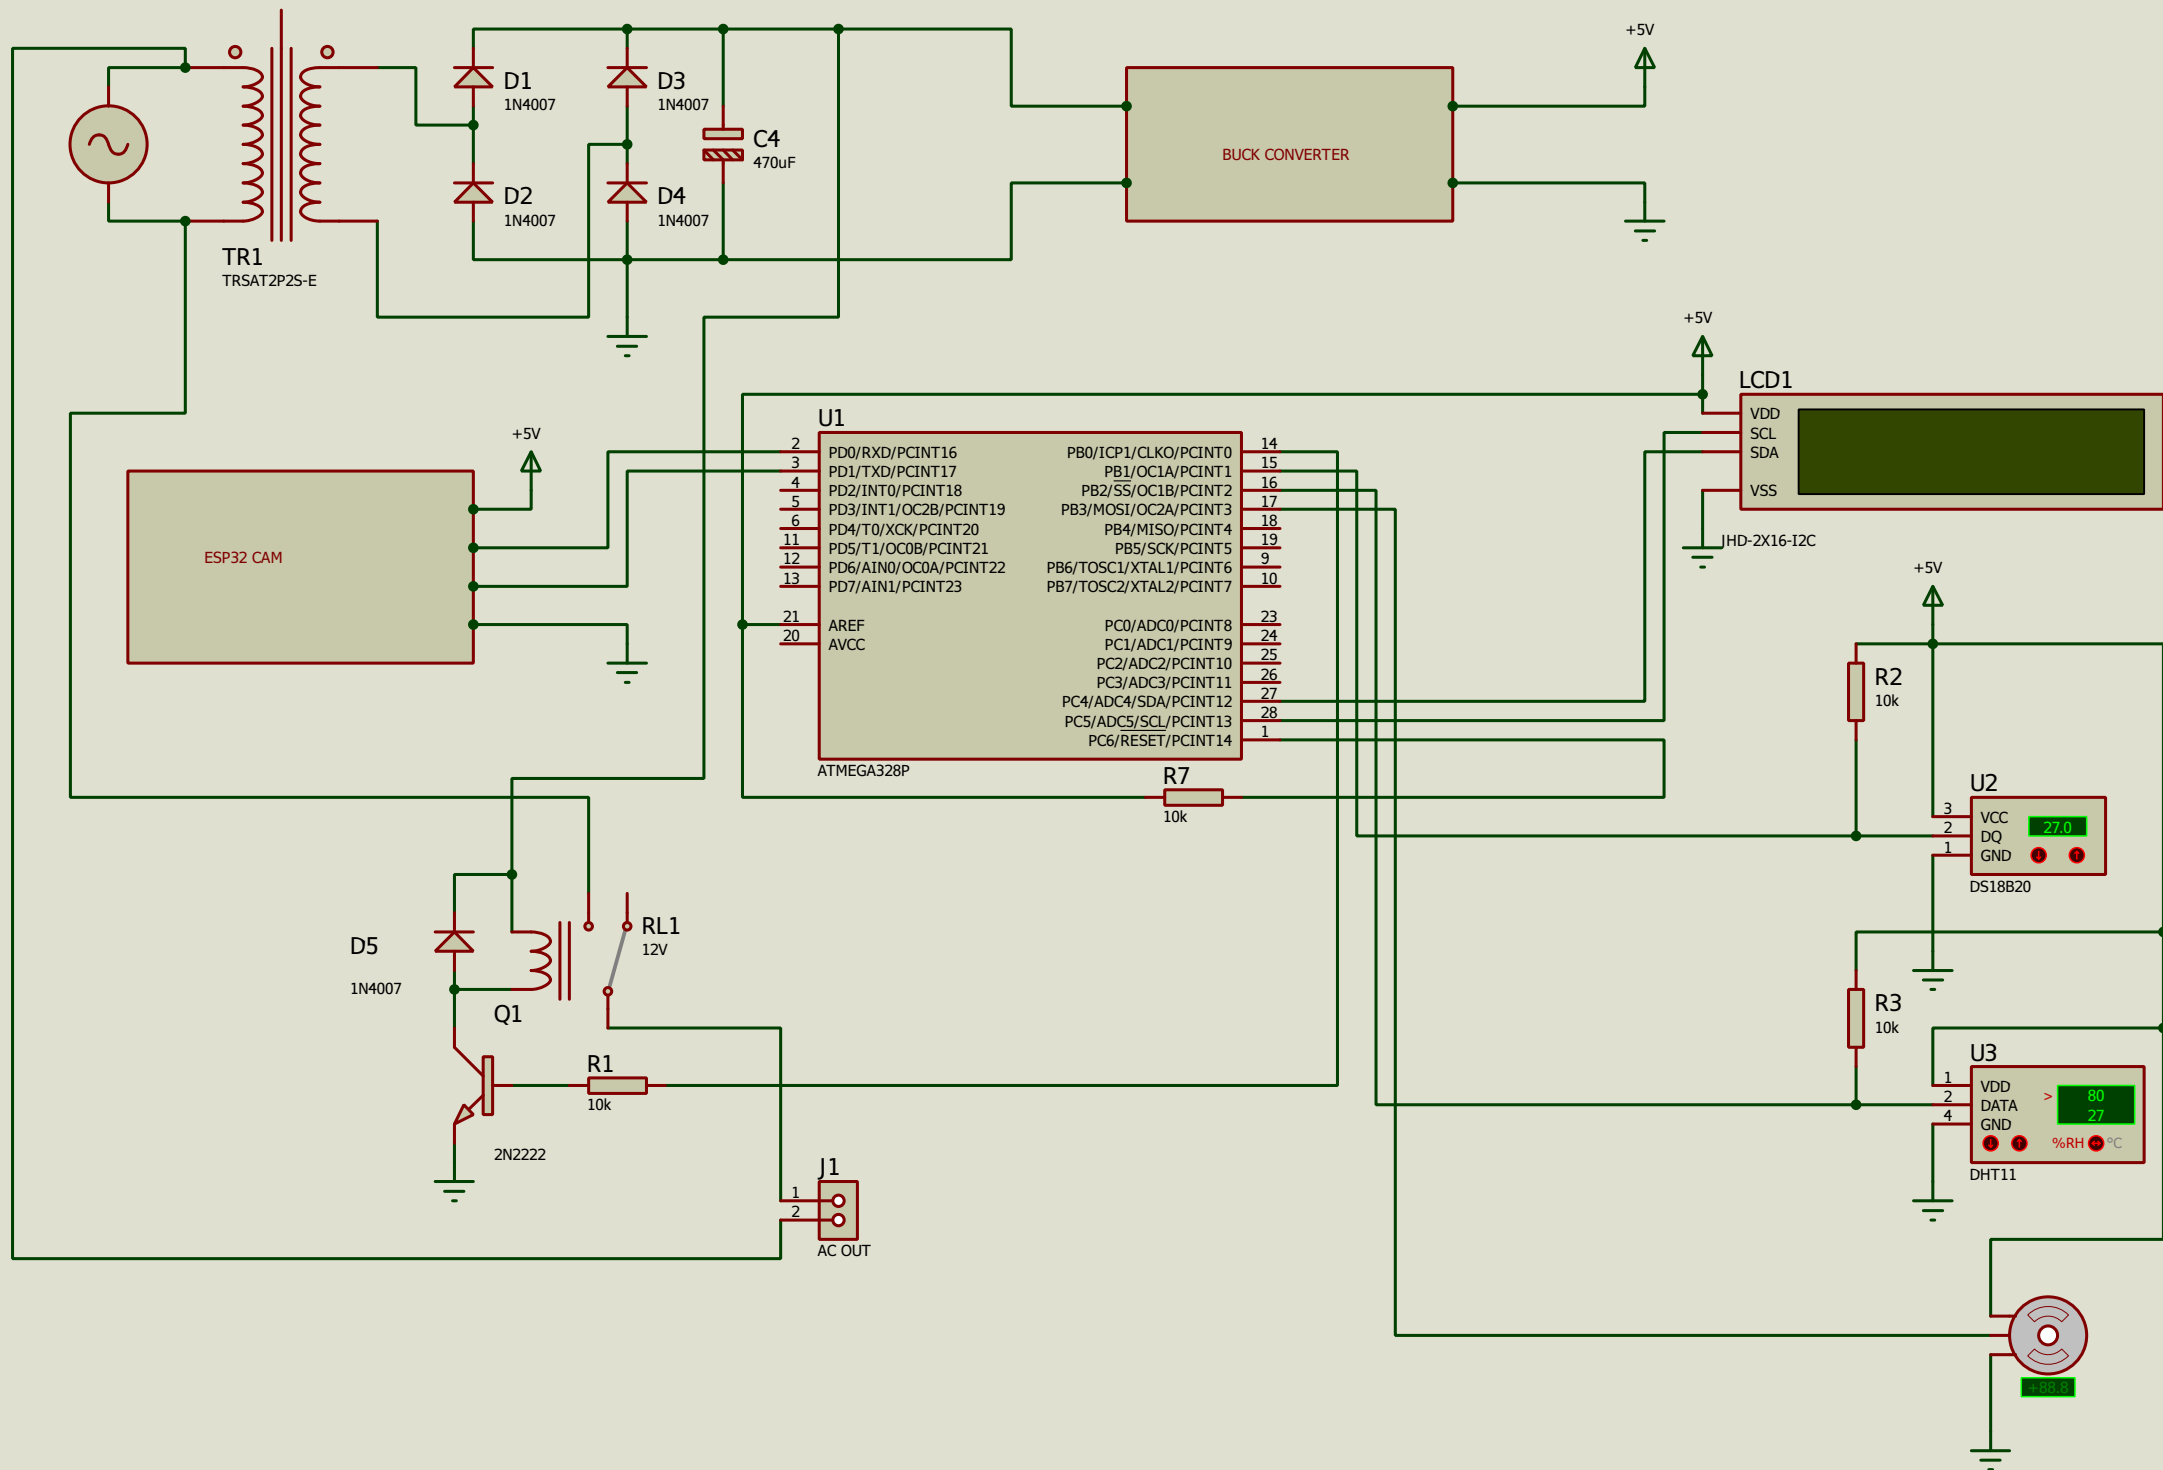 +5V
D1
1N4007
D3
1N4007
C4
470uF
BUCK CONVERTER
D2
1N4007
D4
1N4007
TR1
TRSAT2P2S-E
+5V
LCD1
VDD
SCL
SDA
VSS
JHD-2X16-I2C
+5V
ESP32 CAM
U1
2 PD0/RXD/PCINT16 PB0/ICP1/CLKO/PCINT0 14
3 PD1/TXD/PCINT17 PB1/OC1A/PCINT1 15
4 PD2/INT0/PCINT18 PB2/SS/OC1B/PCINT2 16
5 PD3/INT1/OC2B/PCINT19 PB3/MOSI/OC2A/PCINT3 17
6 PD4/T0/XCK/PCINT20 PB4/MISO/PCINT4 18
11 PD5/T1/OC0B/PCINT21 PB5/SCK/PCINT5 19
12 PD6/AIN0/OC0A/PCINT22 PB6/TOSC1/XTAL1/PCINT6 9
13 PD7/AIN1/PCINT23 PB7/TOSC2/XTAL2/PCINT7 10
21 AREF PC0/ADC0/PCINT8 23
20 AVCC PC1/ADC1/PCINT9 24
PC2/ADC2/PCINT10 25
PC3/ADC3/PCINT11 26
PC4/ADC4/SDA/PCINT12 27
PC5/ADC5/SCL/PCINT13 28
PC6/RESET/PCINT14 1
ATMEGA328P
R7
10k
+5V
R2
10k
U2
3 VCC
2 DQ 27.0
1 GND
DS18B20
RL1
12V
D5
1N4007
Q1
R1
10k
2N2222
R3
10k
U3
1 VDD > 80
2 DATA 27
4 GND
%RH °C
DHT11
J1
1
2
AC OUT
+88.8